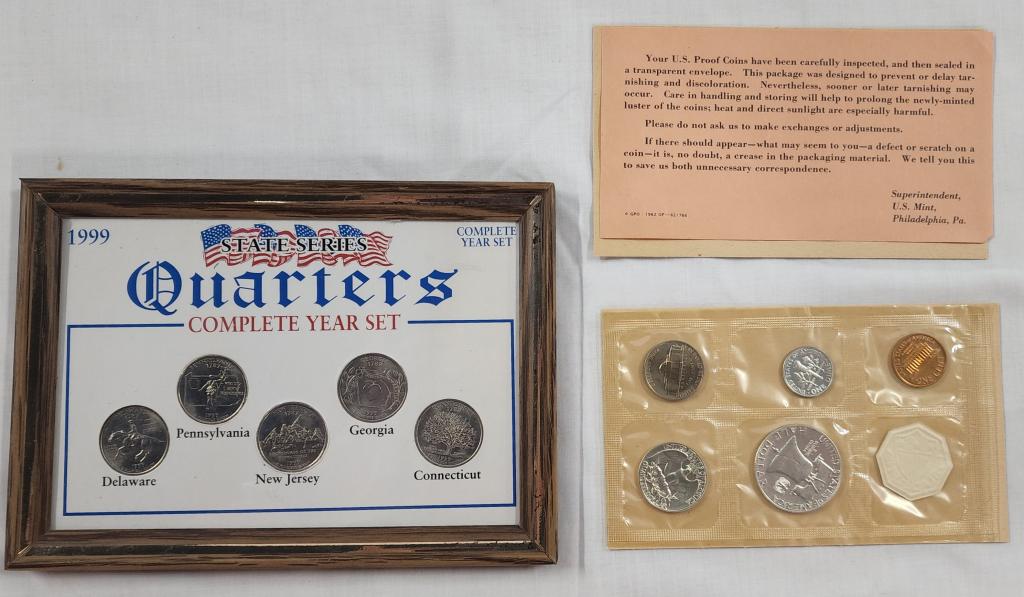 1999
STATE SERIES
COMPLETE
YEAR SET
Quarters
COMPLETE YEAR SET
Pennsylvania
Georgia
Delaware
New Jersey
Connecticut
Your U.S. Proof Coins have been carefully inspected, and then sealed in
a transparent envelope. This package was designed to prevent or delay tar-
nishing and discoloration. Nevertheless, sooner or later tarnishing may
occur. Care in handling and storing will help to prolong the newly-minted
luster of the coins; heat and direct sunlight are especially harmful.
Please do not ask us to make exchanges or adjustments.
If there should appear—what may seem to you—a defect or scratch on a
coin—it is, no doubt, a crease in the packaging material. We tell you this
to save us both unnecessary correspondence.
Superintendent,
U.S. Mint,
Philadelphia, Pa.
HALF DOLLAR